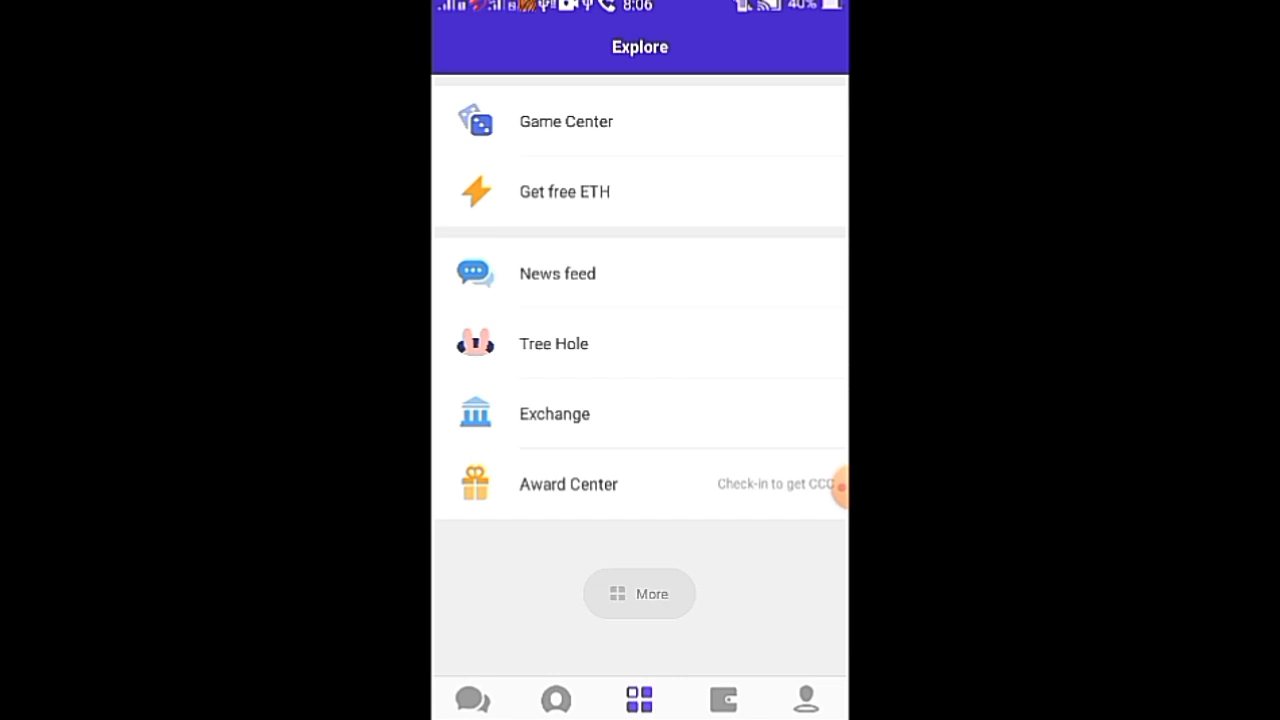 8:06
40%
Explore
Game Center
Get free ETH
News feed
Tree Hole
Exchange
Award Center
Check-in to get CCC
More